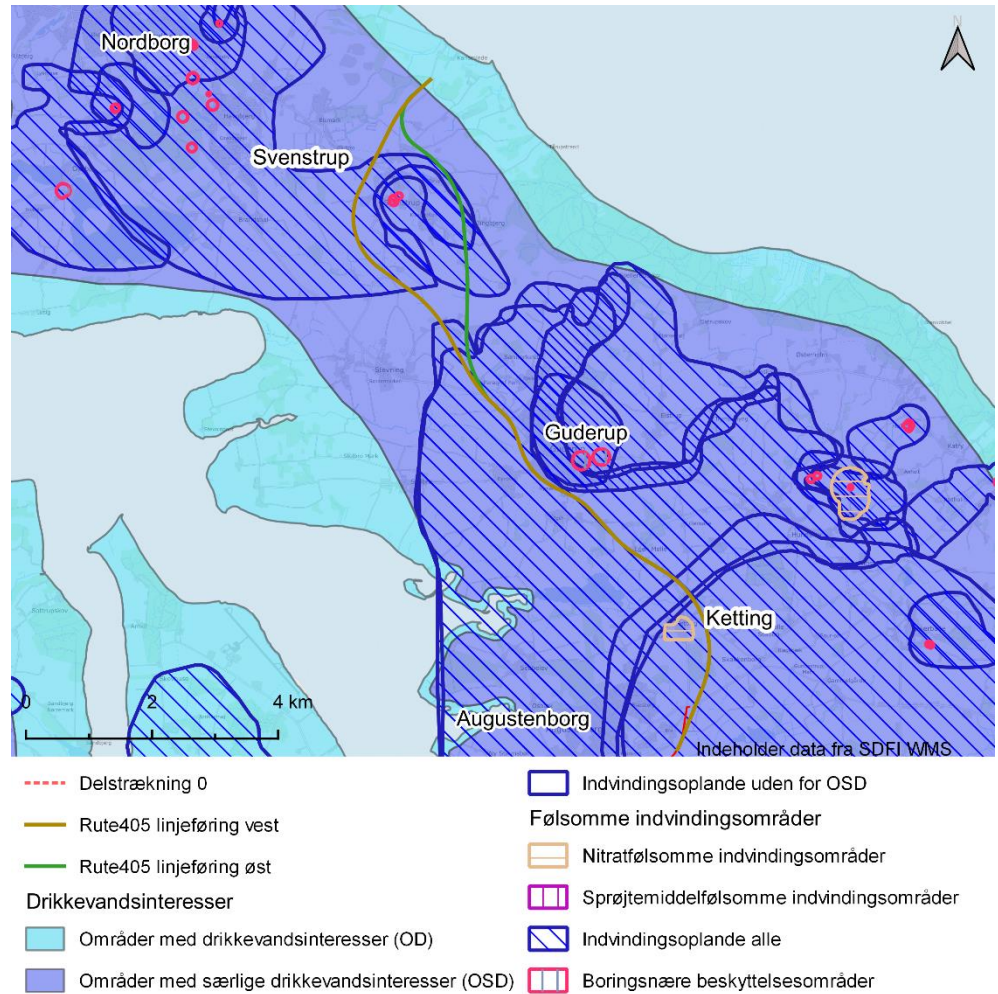 N
Nordborg
Svenstrup
Guderup
Ketting
Augustenborg
0 2 4 km
Indeholder data fra SDFI WMS
Delstrækning 0
Rute405 linjeføring vest
Rute405 linjeføring øst
Drikkevandsinteresser
Områder med drikkevandsinteresser (OD)
Områder med særlige drikkevandsinteresser (OSD)
Indvindingsoplande uden for OSD
Følsomme indvindingsområder
Nitratfølsomme indvindingsområder
Sprøjtemiddelfølsomme indvindingsområder
Indvindingsoplande alle
Boringsnære beskyttelsesområder